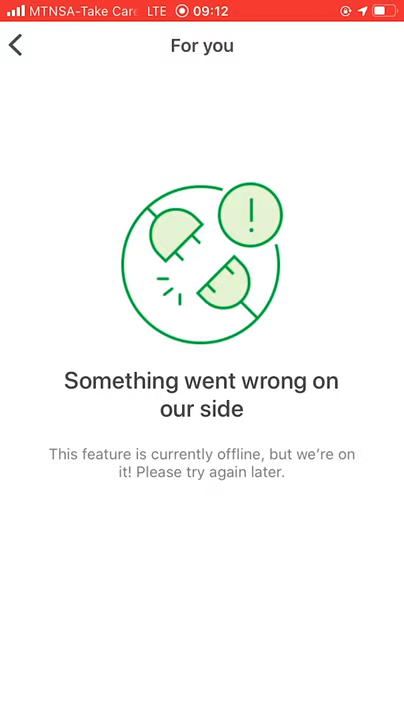 MTNSA-Take Care LTE 09:12
For you
Something went wrong on
our side
This feature is currently offline, but we're on
it! Please try again later.